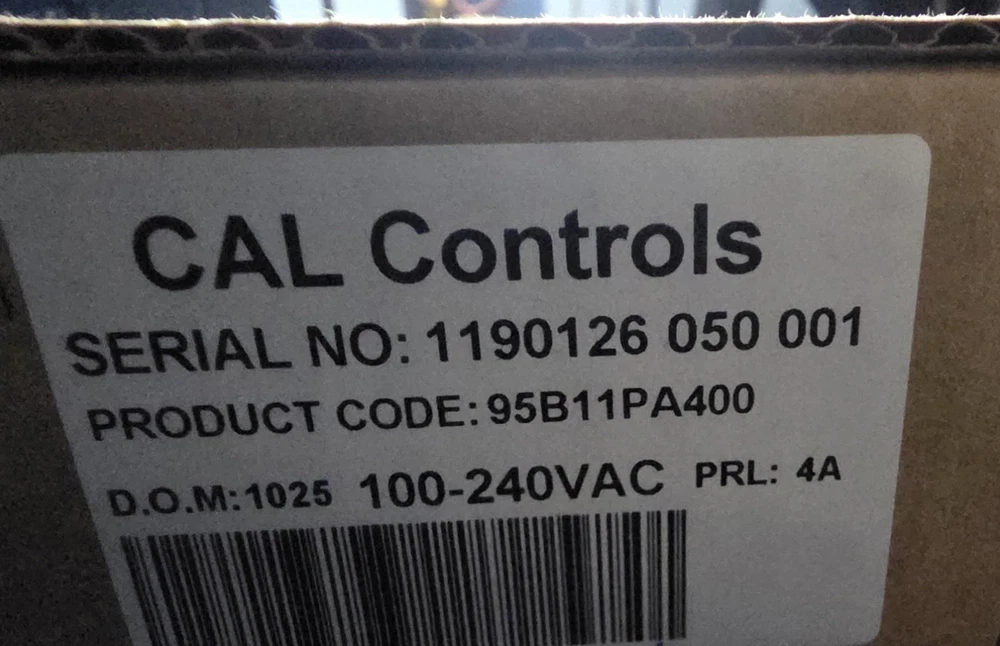 CAL Controls
SERIAL NO: 1190126 050 001
PRODUCT CODE: 95B11PA400
D.O.M: 1025 100-240VAC PRL: 4A